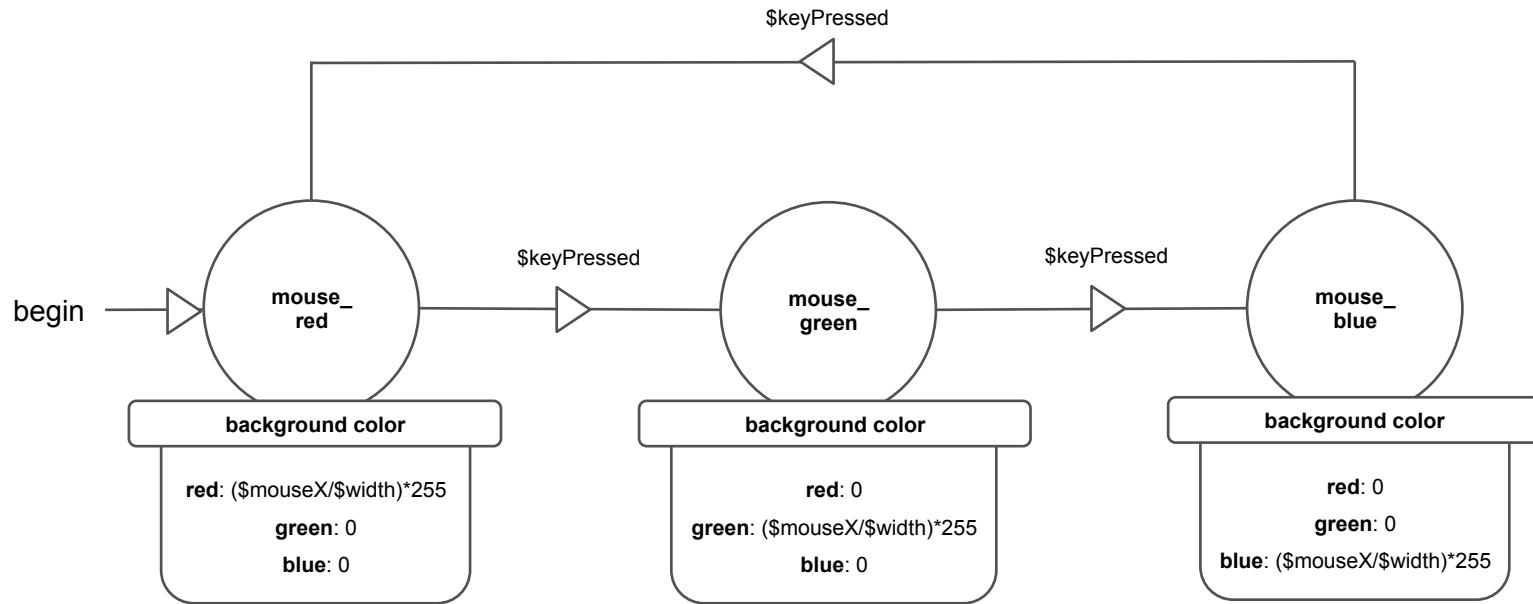 $keyPressed
$keyPressed
$keyPressed
begin
mouse_
red
mouse_
green
mouse_
blue
background color
red: ($mouseX/$width)*255
green: 0
blue: 0
background color
red: 0
green: ($mouseX/$width)*255
blue: 0
background color
red: 0
green: 0
blue: ($mouseX/$width)*255